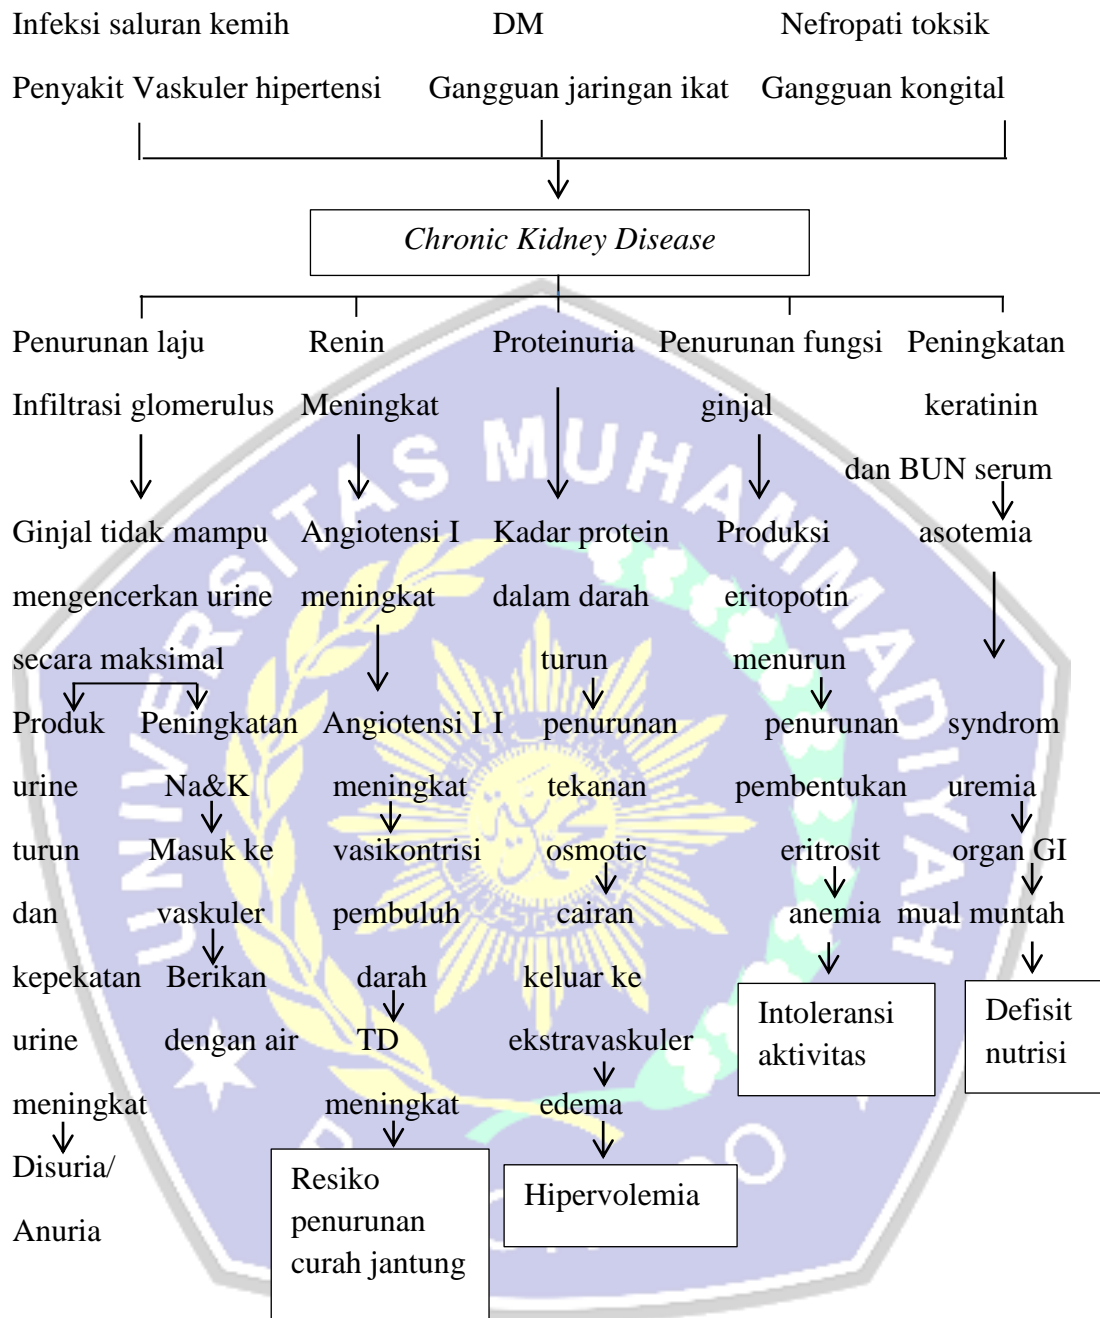 Infeksi saluran kemih DM Nefropati toksik
Penyakit Vaskuler hipertensi Gangguan jaringan ikat Gangguan kongital
Chronic Kidney Disease
Penurunan laju Renin Proteinuria Penurunan fungsi Peningkatan
Infiltrasi glomerulus Meningkat ginjal keratinin
dan BUN serum
Ginjal tidak mampu Angiotensi I Kadar protein Produksi asotemia
mengencerkan urine meningkat dalam darah eritopotin
secara maksimal turun menurun
Produk Peningkatan Angiotensi I I penurunan penurunan syndrom
urine Na&K meningkat tekanan pembentukan uremia
turun Masuk ke vasikontrisi osmotic eritrosit organ GI
dan vaskuler pembuluh cairan anemia mual muntah
kepekatan Berikan darah keluar ke
Intoleransi Defisit
urine dengan air TD ekstravaskuler
aktivitas nutrisi
meningkat meningkat edema
Disuria/
Resiko Hipervolemia
Anuria penurunan
curah jantung
UNIVERSITAS MUHAMMADIYAH